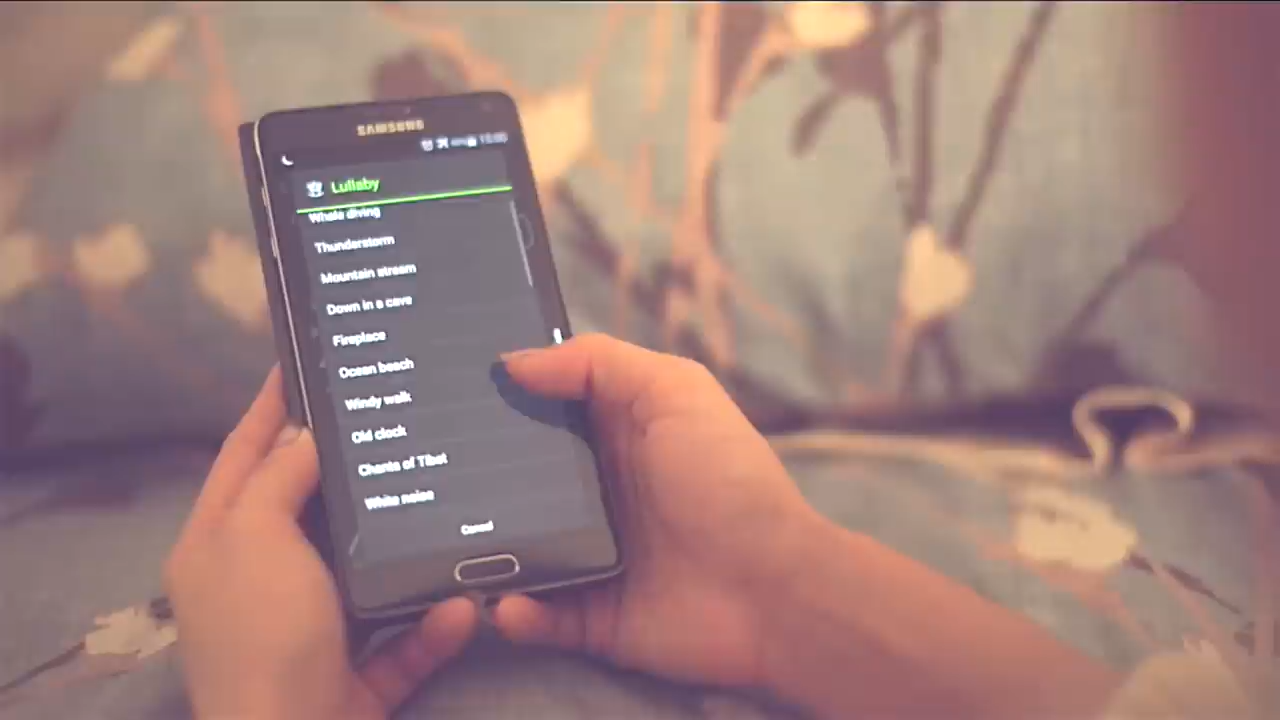 SAMSUNG
Lullaby
Whale diving
Thunderstorm
Mountain stream
Down in a cave
Fireplace
Ocean beach
Windy walk
Old clock
Chants of Tibet
White noise
Cancel